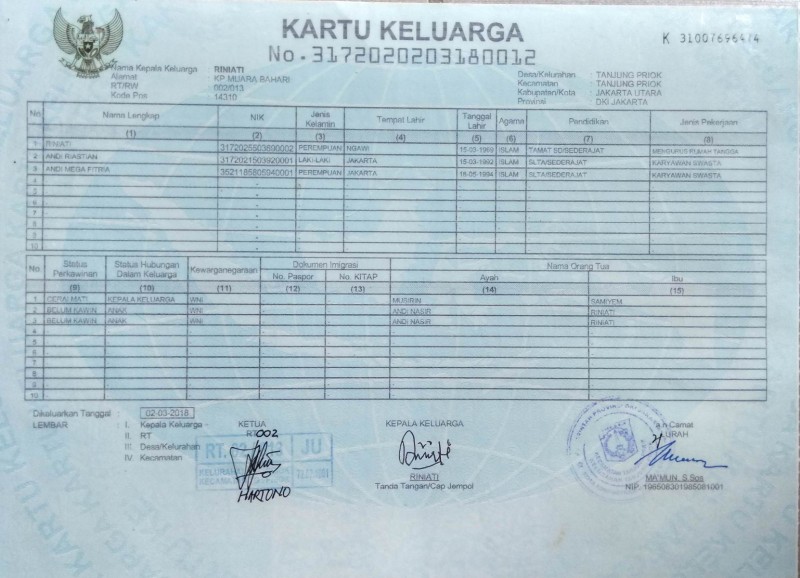 KARTU KELUARGA
No. 3172020203180012
K 31007696474
Nama Kepala Keluarga : RINIATI
Alamat : KP MUARA BAHARI
RT/RW : 002/013
Kode Pos : 14310
Desa/Kelurahan : TANJUNG PRIOK
Kecamatan : TANJUNG PRIOK
Kabupaten/Kota : JAKARTA UTARA
Provinsi : DKI JAKARTA
No Nama Lengkap NIK Jenis Kelamin Tempat Lahir Tanggal Lahir Agama Pendidikan Jenis Pekerjaan
(1) (2) (3) (4) (5) (6) (7) (8)
1 RINIATI 3172025503690002 PEREMPUAN NGAWI 15-03-1969 ISLAM TAMAT SD/SEDERAJAT MENGURUS RUMAH TANGGA
2 ANDI RIASTIAN 3172021503920001 LAKI-LAKI JAKARTA 15-03-1992 ISLAM SLTA/SEDERAJAT KARYAWAN SWASTA
3 ANDI MEGA FITRIA 3521185805940001 PEREMPUAN JAKARTA 18-05-1994 ISLAM SLTA/SEDERAJAT KARYAWAN SWASTA
4 -
5 -
6 -
7 -
8 -
9 -
10 -
No. Status Perkawinan Status Hubungan Dalam Keluarga Kewarganegaraan Dokumen Imigrasi Nama Orang Tua
No. Paspor No. KITAP Ayah Ibu
(9) (10) (11) (12) (13) (14) (15)
1 CERAI MATI KEPALA KELUARGA WNI MUSIRIN SAMIYEM
2 BELUM KAWIN ANAK WNI ANDI NASIR RINIATI
3 BELUM KAWIN ANAK WNI ANDI NASIR RINIATI
4
5
6
7
8
9
10
Dikeluarkan Tanggal : 02-03-2018
LEMBAR : I. Kepala Keluarga
II. RT
III. Desa/Kelurahan
IV. Kecamatan
KETUA
RT 002
JU
HARTONO
KEPALA KELUARGA
RINIATI
Tanda Tangan/Cap Jempol
a.n Camat
LURAH
MA'MUN, S.Sos
NIP. 196508301985081001